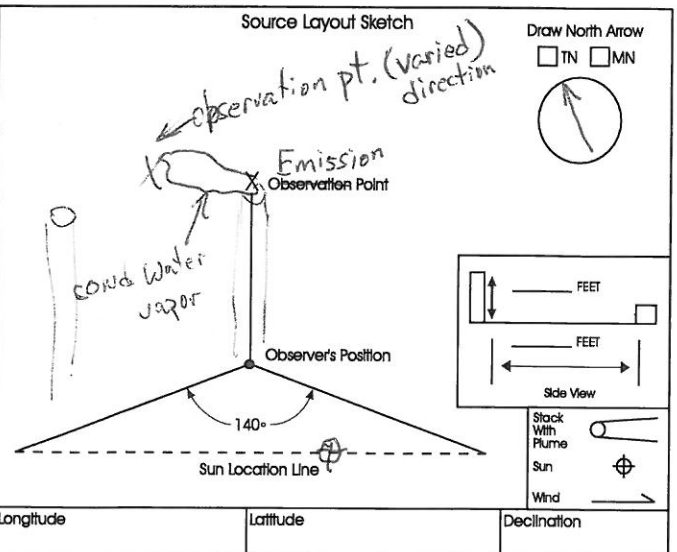 Source Layout Sketch
Draw North Arrow
TN MN
observation pt. (varied)
direction
Emission
Observation Point
cond Water
vapor
FEET
FEET
Side View
Observer's Position
140°
Sun Location Line
Stack
With
Plume
Sun
Wind
Longitude Latitude Declination